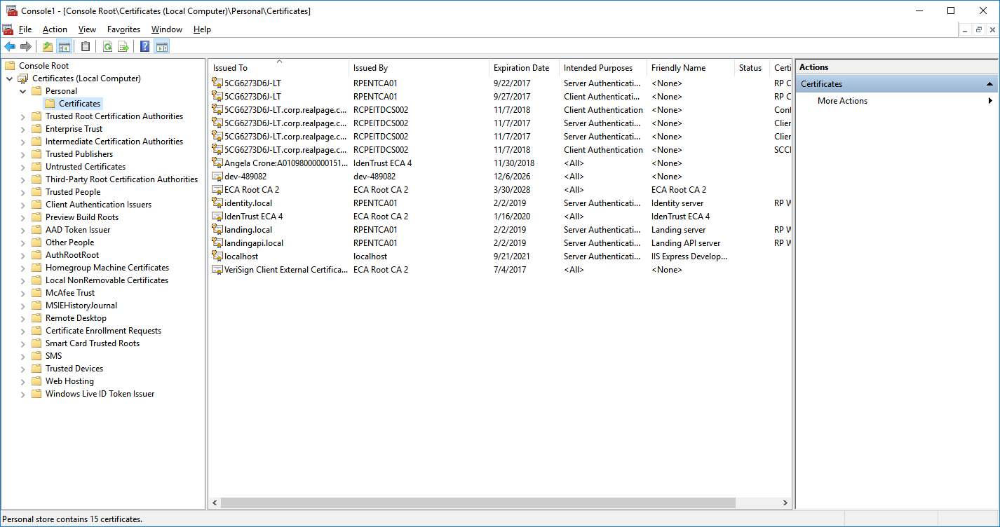 Console1 - [Console Root\Certificates (Local Computer)\Personal\Certificates]
File Action View Favorites Window Help
Console Root
Certificates (Local Computer)
Personal
Certificates
Trusted Root Certification Authorities
Enterprise Trust
Intermediate Certification Authorities
Trusted Publishers
Untrusted Certificates
Third-Party Root Certification Authorities
Trusted People
Client Authentication Issuers
Preview Build Roots
AAD Token Issuer
Other People
AuthRootRoot
Homegroup Machine Certificates
Local NonRemovable Certificates
McAfee Trust
MSIEHistoryJournal
Remote Desktop
Certificate Enrollment Requests
Smart Card Trusted Roots
SMS
Trusted Devices
Web Hosting
Windows Live ID Token Issuer
Issued To Issued By Expiration Date Intended Purposes Friendly Name Status Certi
5CG6273D6J-LT RPENTCA01 9/22/2017 Server Authenticati... <None> RP C
5CG6273D6J-LT RPENTCA01 9/27/2017 Client Authenticati... <None> RP C
5CG6273D6J-LT.corp.realpage.c... RCPEITDCS002 11/7/2018 Client Authentication <None> Conf
5CG6273D6J-LT.corp.realpage.c... RCPEITDCS002 11/7/2017 Server Authenticati... <None> Clier
5CG6273D6J-LT.corp.realpage.c... RCPEITDCS002 11/7/2017 Server Authenticati... <None> Clier
5CG6273D6J-LT.corp.realpage.c... RCPEITDCS002 11/7/2018 Client Authentication <None> SCCI
Angela Crone:A01098000000151... IdenTrust ECA 4 11/30/2018 <All> <None>
dev-489082 dev-489082 12/6/2026 <All> <None>
ECA Root CA 2 ECA Root CA 2 3/30/2028 <All> ECA Root CA 2
identity.local RPENTCA01 2/2/2019 Server Authenticati... Identity server RP W
IdenTrust ECA 4 ECA Root CA 2 1/16/2020 <All> IdenTrust ECA 4
landing.local RPENTCA01 2/2/2019 Server Authenticati... Landing server RP W
landingapi.local RPENTCA01 2/2/2019 Server Authenticati... Landing API server RP W
localhost localhost 9/21/2021 Server Authenticati... IIS Express Develop...
VeriSign Client External Certifica... ECA Root CA 2 7/4/2017 <All> <None>
Actions
Certificates
More Actions
Personal store contains 15 certificates.